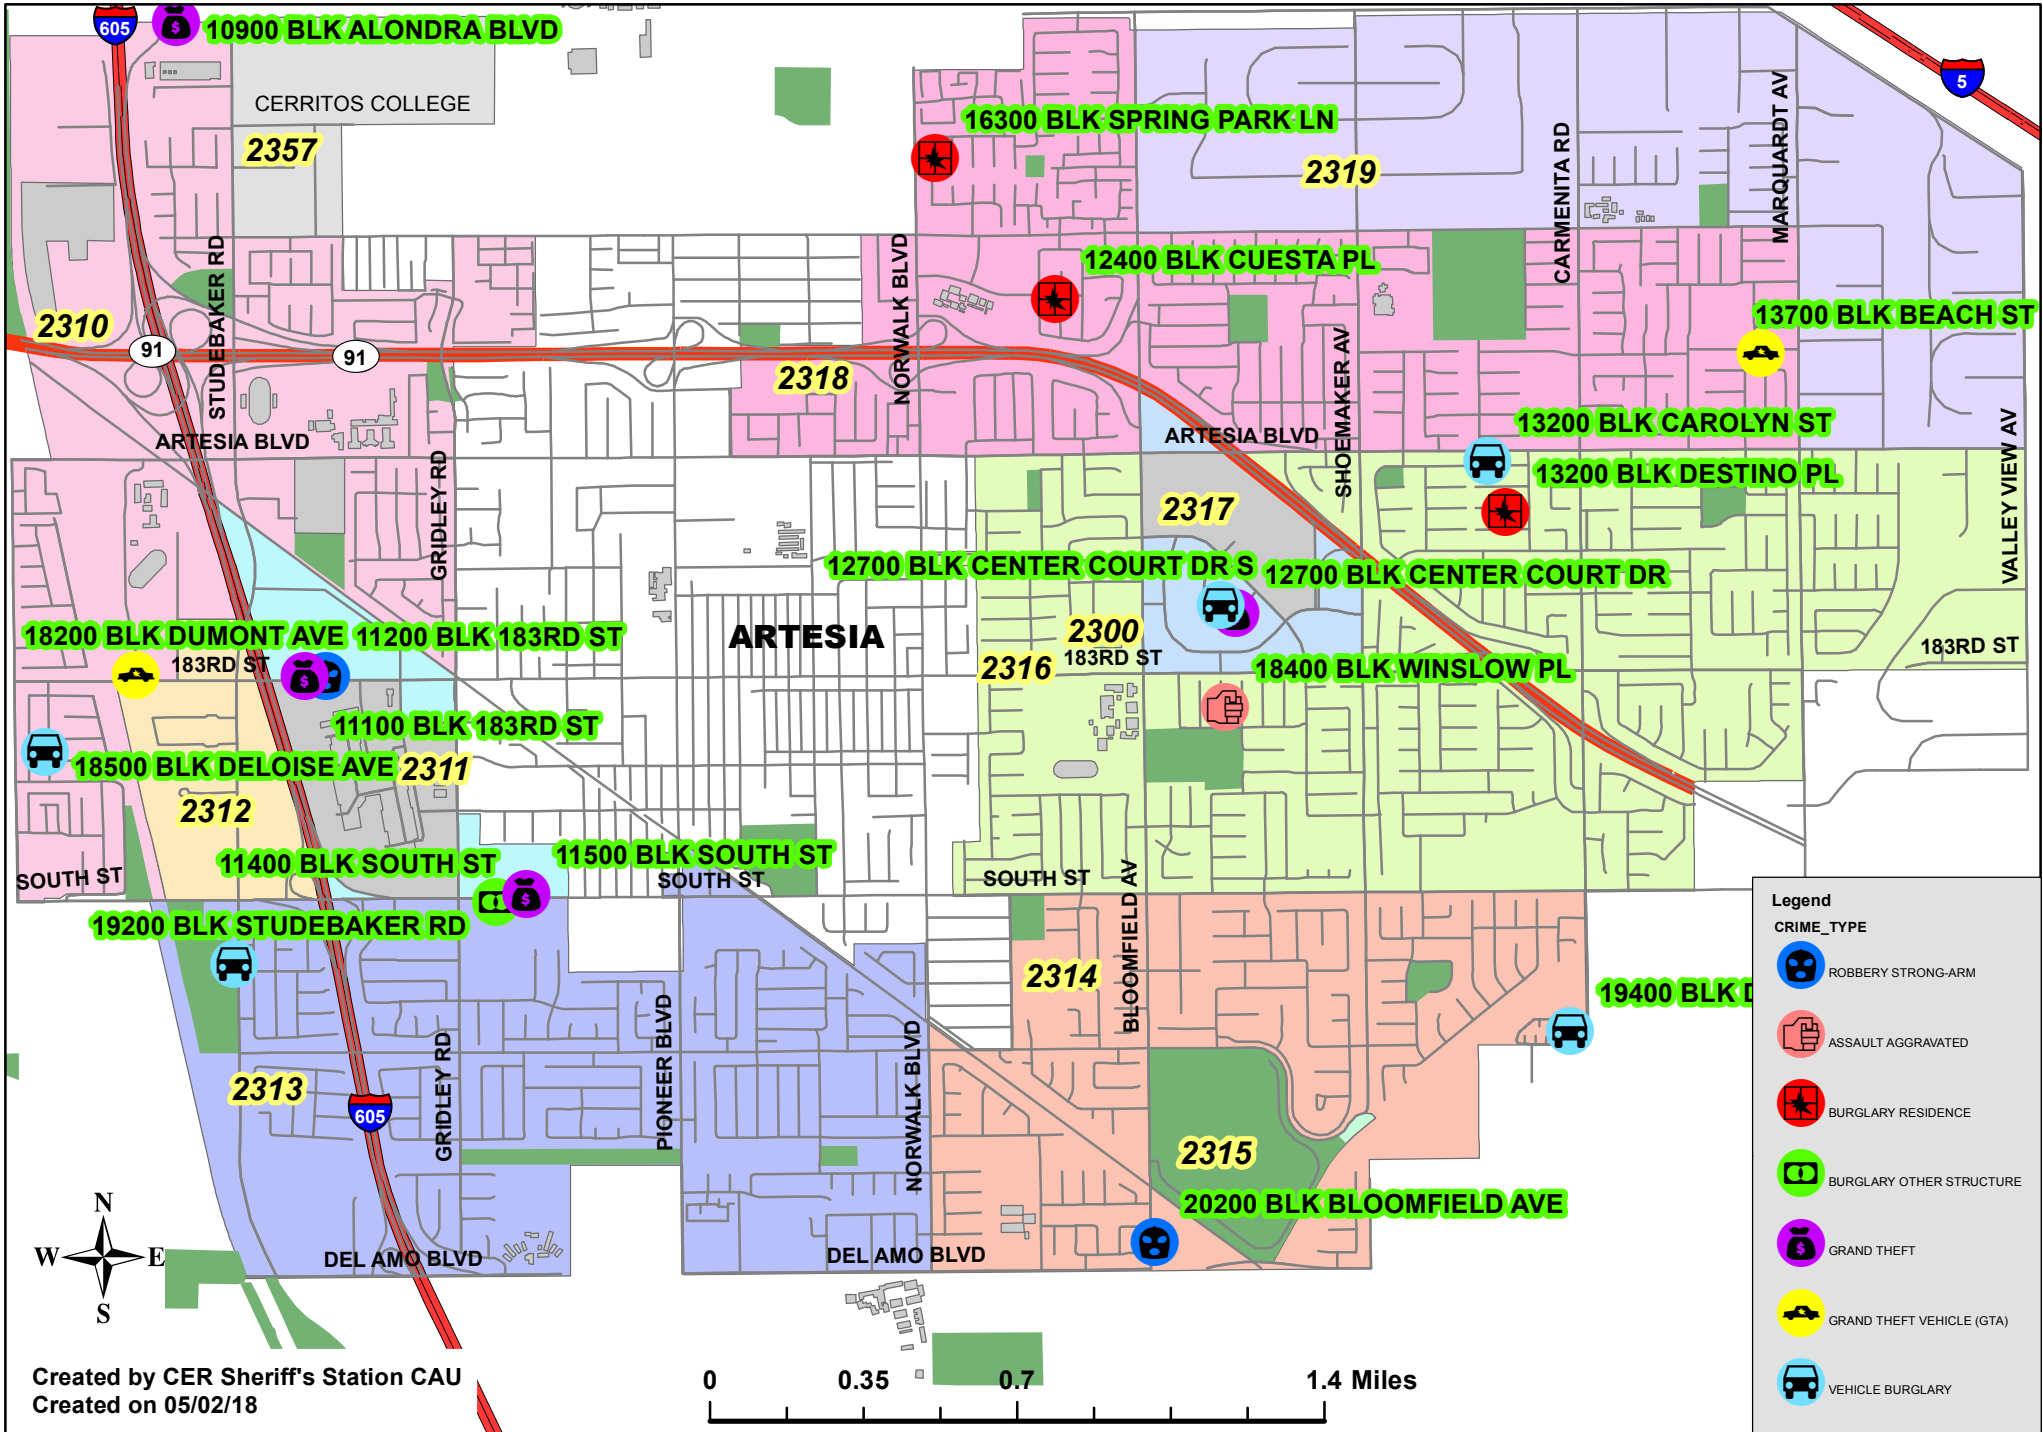 605
10900 BLK ALONDRA BLVD
5
CERRITOS COLLEGE
16300 BLK SPRING PARK LN
2357
2319
CARMENITA RD
MARQUARDT AV
STUDEBAKER RD
NORWALK BLVD
12400 BLK CUESTA PL
2310
13700 BLK BEACH ST
91
91
2318
SHOEMAKER AV
ARTESIA BLVD
ARTESIA BLVD
13200 BLK CAROLYN ST
GRIDLEY RD
13200 BLK DESTINO PL
VALLEY VIEW AV
2317
12700 BLK CENTER COURT DR S
12700 BLK CENTER COURT DR
18200 BLK DUMONT AVE
11200 BLK 183RD ST
ARTESIA
2300
183RD ST
183RD ST
183RD ST
2316
18400 BLK WINSLOW PL
11100 BLK 183RD ST
18500 BLK DELOISE AVE
2311
2312
11400 BLK SOUTH ST
11500 BLK SOUTH ST
SOUTH ST
SOUTH ST
SOUTH ST
BLOOMFIELD AV
19200 BLK STUDEBAKER RD
2314
19400 BLK D
PIONEER BLVD
NORWALK BLVD
GRIDLEY RD
2313
605
2315
20200 BLK BLOOMFIELD AVE
DEL AMO BLVD
DEL AMO BLVD
N
W
E
S
Legend
CRIME_TYPE
ROBBERY STRONG-ARM
ASSAULT AGGRAVATED
BURGLARY RESIDENCE
BURGLARY OTHER STRUCTURE
$ GRAND THEFT
GRAND THEFT VEHICLE (GTA)
VEHICLE BURGLARY
Created by CER Sheriff's Station CAU
Created on 05/02/18
0 0.35 0.7 1.4 Miles